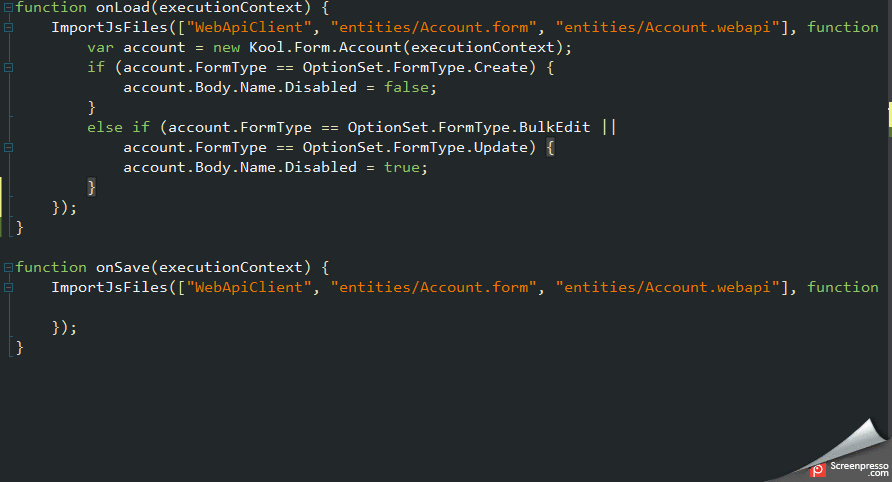 function onLoad(executionContext) {
    ImportJsFiles(["WebApiClient", "entities/Account.form", "entities/Account.webapi"], function
        var account = new Kool.Form.Account(executionContext);
        if (account.FormType == OptionSet.FormType.Create) {
            account.Body.Name.Disabled = false;
        }
        else if (account.FormType == OptionSet.FormType.BulkEdit ||
            account.FormType == OptionSet.FormType.Update) {
            account.Body.Name.Disabled = true;
        }
    });
}
function onSave(executionContext) {
    ImportJsFiles(["WebApiClient", "entities/Account.form", "entities/Account.webapi"], function
    });
}
Screenpresso
.com